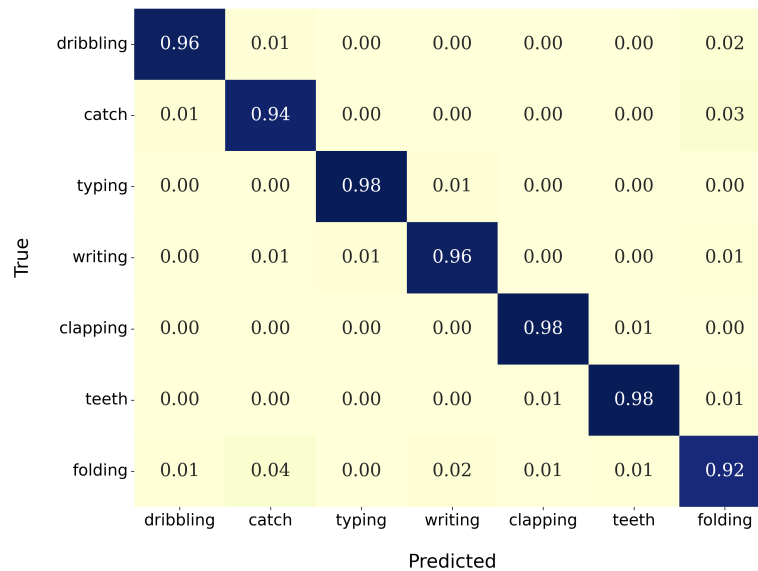 dribbling 0.96 0.01 0.00 0.00 0.00 0.00 0.02
catch 0.01 0.94 0.00 0.00 0.00 0.00 0.03
typing 0.00 0.00 0.98 0.01 0.00 0.00 0.00
writing 0.00 0.01 0.01 0.96 0.00 0.00 0.01
clapping 0.00 0.00 0.00 0.00 0.98 0.01 0.00
teeth 0.00 0.00 0.00 0.00 0.01 0.98 0.01
folding 0.01 0.04 0.00 0.02 0.01 0.01 0.92
dribbling catch typing writing clapping teeth folding
Predicted
True